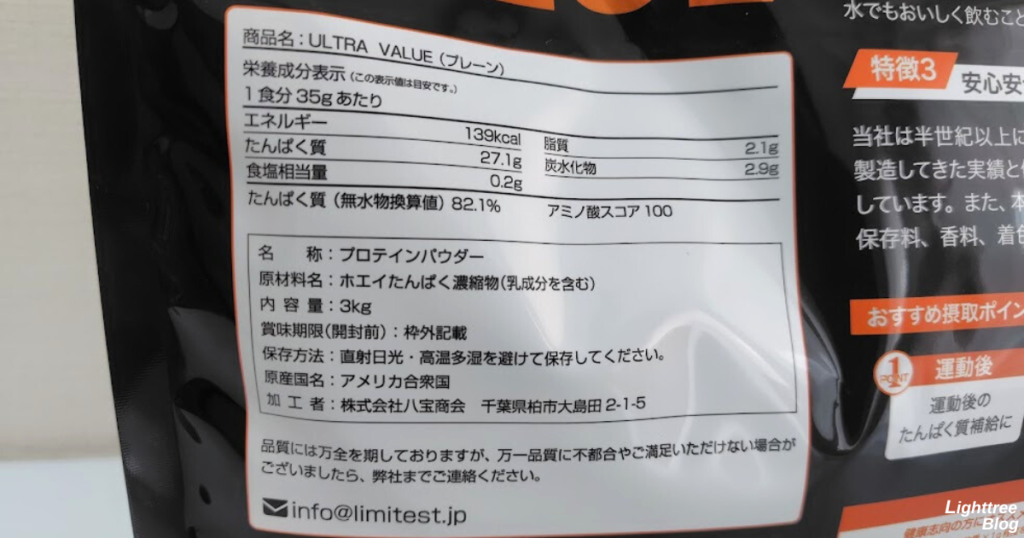 商品名：ULTRA VALUE（プレーン）
栄養成分表示（この表示値は目安です。）
1食分35gあたり
エネルギー 139kcal 脂質 2.1g
たんぱく質 27.1g 炭水化物 2.9g
食塩相当量 0.2g
たんぱく質（無水物換算値）82.1% アミノ酸スコア100
名 称：プロテインパウダー
原材料名：ホエイたんぱく濃縮物（乳成分を含む）
内 容 量：3kg
賞味期限（開封前）：枠外記載
保存方法：直射日光・高温多湿を避けて保存してください。
原産国名：アメリカ合衆国
加 工 者：株式会社八宝商会 千葉県柏市大島田2-1-5
品質には万全を期しておりますが、万一品質に不都合やご満足いただけない場合が
ございましたら、弊社までご連絡ください。
info@limitest.jp
水でもおいしく飲むこと
特徴3
安心安
当社は半世紀以上に
製造してきた実績と
しています。また、本
保存料、香料、着色
おすすめ摂取ポイン
1
POINT
運動後
運動後の
たんぱく質補給に
健康志向の方に
Lighttree
Blog